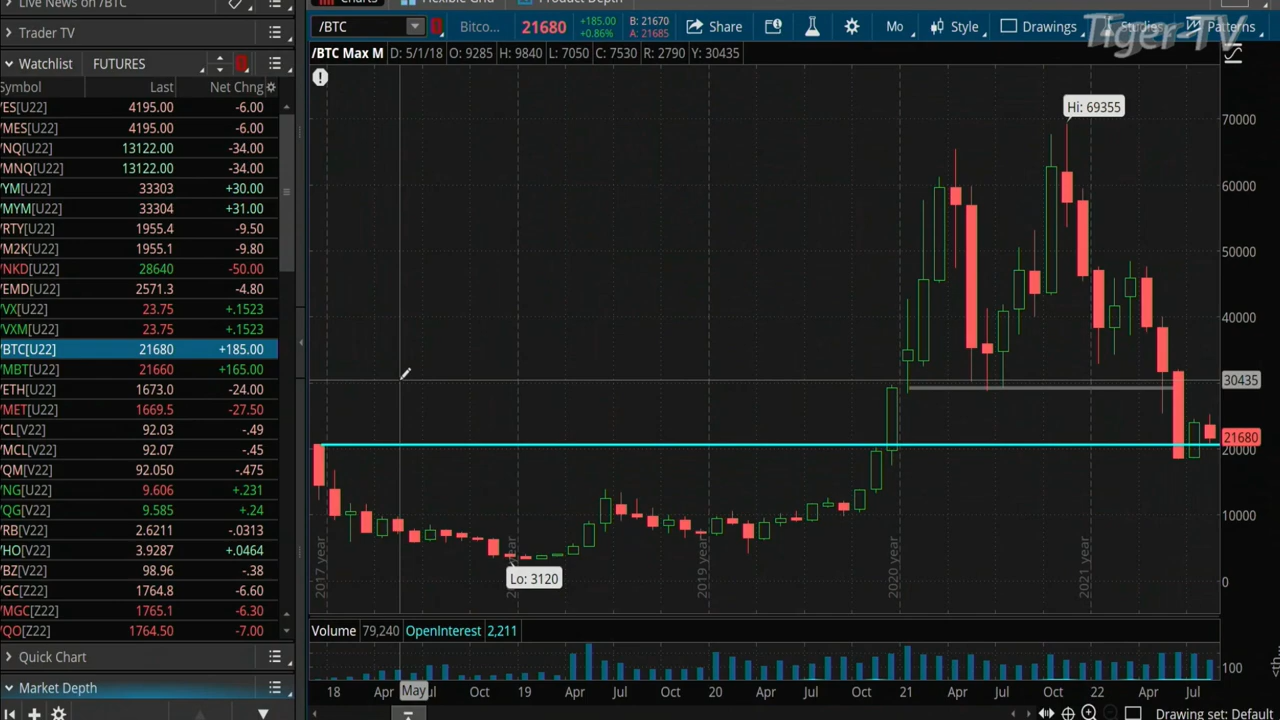 Live News on /BTC
Charts Flexible Grid Product Depth
Trader TV
/BTC Bitco... 21680 +185.00 +0.86% B: 21670 A: 21685 Share Mo Style Drawings Studies Patterns
Tiger-TV
Watchlist FUTURES
/BTC Max M D: 5/1/18 O: 9285 H: 9840 L: 7050 C: 7530 R: 2790 Y: 30435
Symbol Last Net Chng
/ES[U22] 4195.00 -6.00
/MES[U22] 4195.00 -6.00
/NQ[U22] 13122.00 -34.00
/MNQ[U22] 13122.00 -34.00
/YM[U22] 33303 +30.00
/MYM[U22] 33304 +31.00
/RTY[U22] 1955.4 -9.50
/M2K[U22] 1955.1 -9.80
/NKD[U22] 28640 -50.00
/EMD[U22] 2571.3 -4.80
/VX[U22] 23.75 +.1523
/VXM[U22] 23.75 +.1523
/BTC[U22] 21680 +185.00
/MBT[U22] 21660 +165.00
/ETH[U22] 1673.0 -24.00
/MET[U22] 1669.5 -27.50
/CL[V22] 92.03 -.49
/MCL[V22] 92.07 -.45
/QM[V22] 92.050 -.475
/NG[U22] 9.606 +.231
/QG[V22] 9.585 +.24
/RB[V22] 2.6211 -.0313
/HO[V22] 3.9287 +.0464
/BZ[V22] 98.96 -.38
/GC[Z22] 1764.8 -6.60
/MGC[Z22] 1765.1 -6.30
/QO[Z22] 1764.50 -7.00
Quick Chart
Market Depth
Hi: 69355
Lo: 3120
70000
60000
50000
40000
30435
21680
20000
10000
0
2017 year 2019 year 2020 year 2021 year
Volume 79,240 OpenInterest 2,211
100
18 Apr May Oct 19 Apr Jul Oct 20 Apr Jul Oct 21 Apr Jul Oct 22 Apr Jul
Drawing set: Default